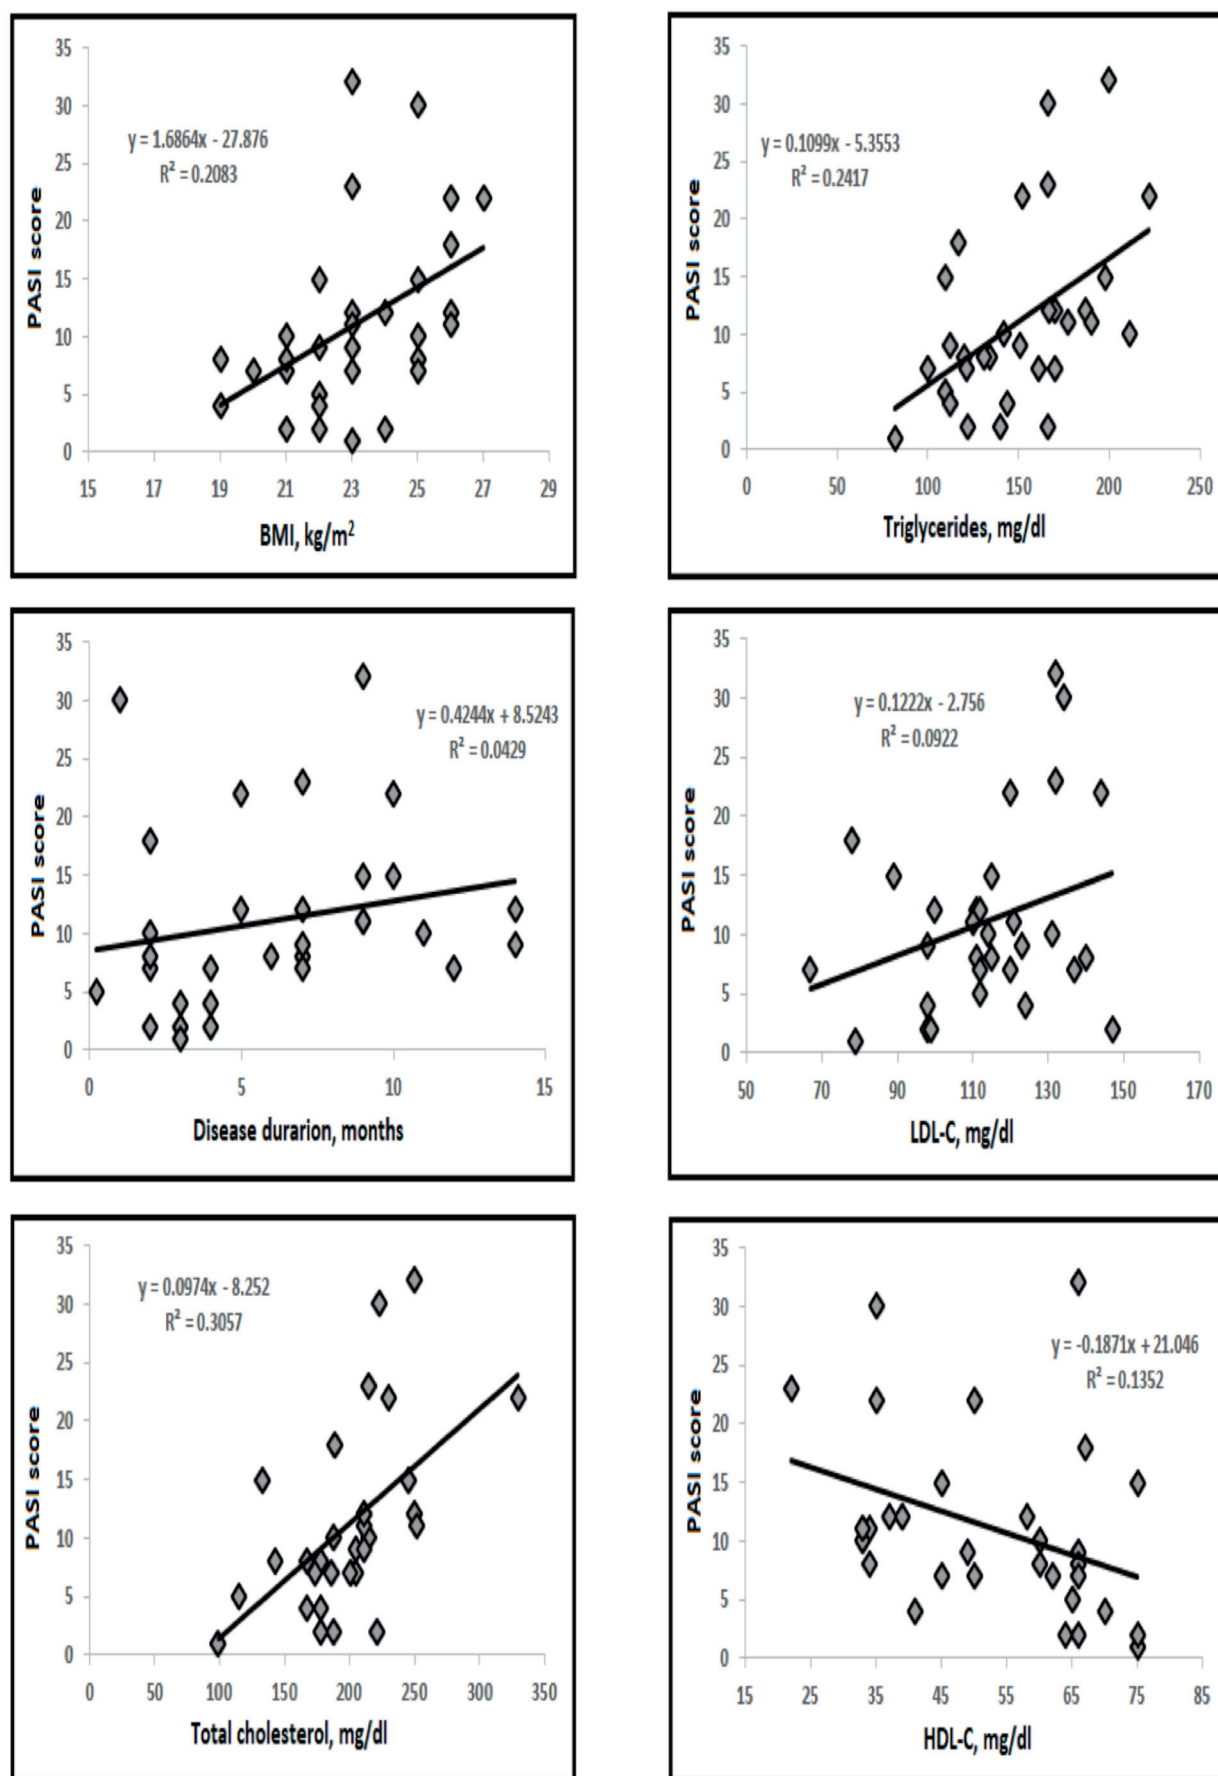 35
30
25
20
15
10
5
0
PASI score
y = 1.6864x - 27.876
R² = 0.2083
15 17 19 21 23 25 27 29
BMI, kg/m²
35
30
25
20
15
10
5
0
PASI score
y = 0.1099x - 5.3553
R² = 0.2417
0 50 100 150 200 250
Triglycerides, mg/dl
35
30
25
20
15
10
5
0
PASI score
y = 0.4244x + 8.5243
R² = 0.0429
0 5 10 15
Disease durarion, months
35
30
25
20
15
10
5
0
PASI score
y = 0.1222x - 2.756
R² = 0.0922
50 70 90 110 130 150 170
LDL-C, mg/dl
35
30
25
20
15
10
5
0
PASI score
y = 0.0974x - 8.252
R² = 0.3057
0 50 100 150 200 250 300 350
Total cholesterol, mg/dl
35
30
25
20
15
10
5
0
PASI score
y = -0.1871x + 21.046
R² = 0.1352
15 25 35 45 55 65 75 85
HDL-C, mg/dl